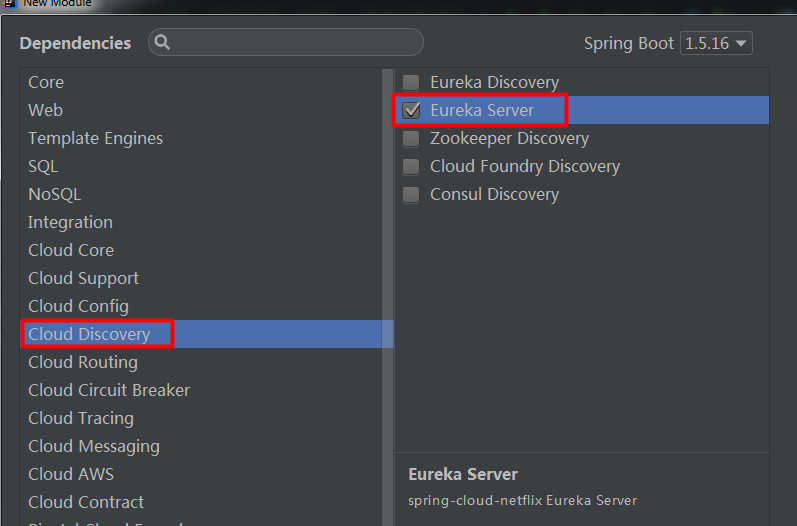 New Module
Dependencies
Spring Boot 1.5.16
Core
Web
Template Engines
SQL
NoSQL
Integration
Cloud Core
Cloud Support
Cloud Config
Cloud Discovery
Cloud Routing
Cloud Circuit Breaker
Cloud Tracing
Cloud Messaging
Cloud AWS
Cloud Contract
Eureka Discovery
Eureka Server
Zookeeper Discovery
Cloud Foundry Discovery
Consul Discovery
Eureka Server
spring-cloud-netflix Eureka Server